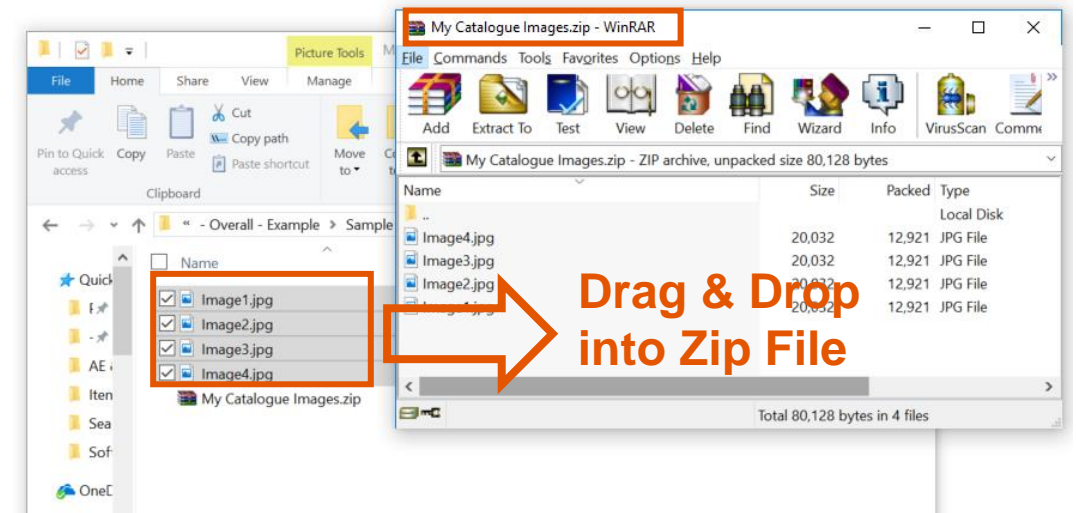 Picture Tools
File Home Share View Manage
Pin to Quick access
Copy
Paste
Cut
Copy path
Paste shortcut
Move to
Clipboard
« - Overall - Example > Sample
Quick
Name
Image1.jpg
Image2.jpg
Image3.jpg
Image4.jpg
My Catalogue Images.zip
AE
Sea
My Catalogue Images.zip - WinRAR
File Commands Tools Favorites Options Help
Add Extract To Test View Delete Find Wizard Info VirusScan Comme
My Catalogue Images.zip - ZIP archive, unpacked size 80,128 bytes
Name Size Packed Type
.. Local Disk
Image4.jpg 20,032 12,921 JPG File
Image3.jpg 20,032 12,921 JPG File
Image2.jpg 20,032 12,921 JPG File
Image1.jpg 20,032 12,921 JPG File
Drag & Drop
into Zip File
Total 80,128 bytes in 4 files